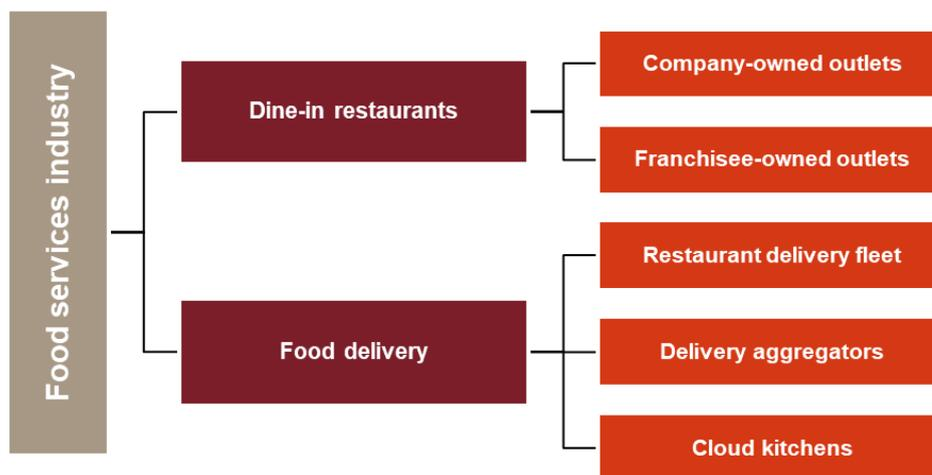 Food services industry
Dine-in restaurants
Company-owned outlets
Franchisee-owned outlets
Food delivery
Restaurant delivery fleet
Delivery aggregators
Cloud kitchens